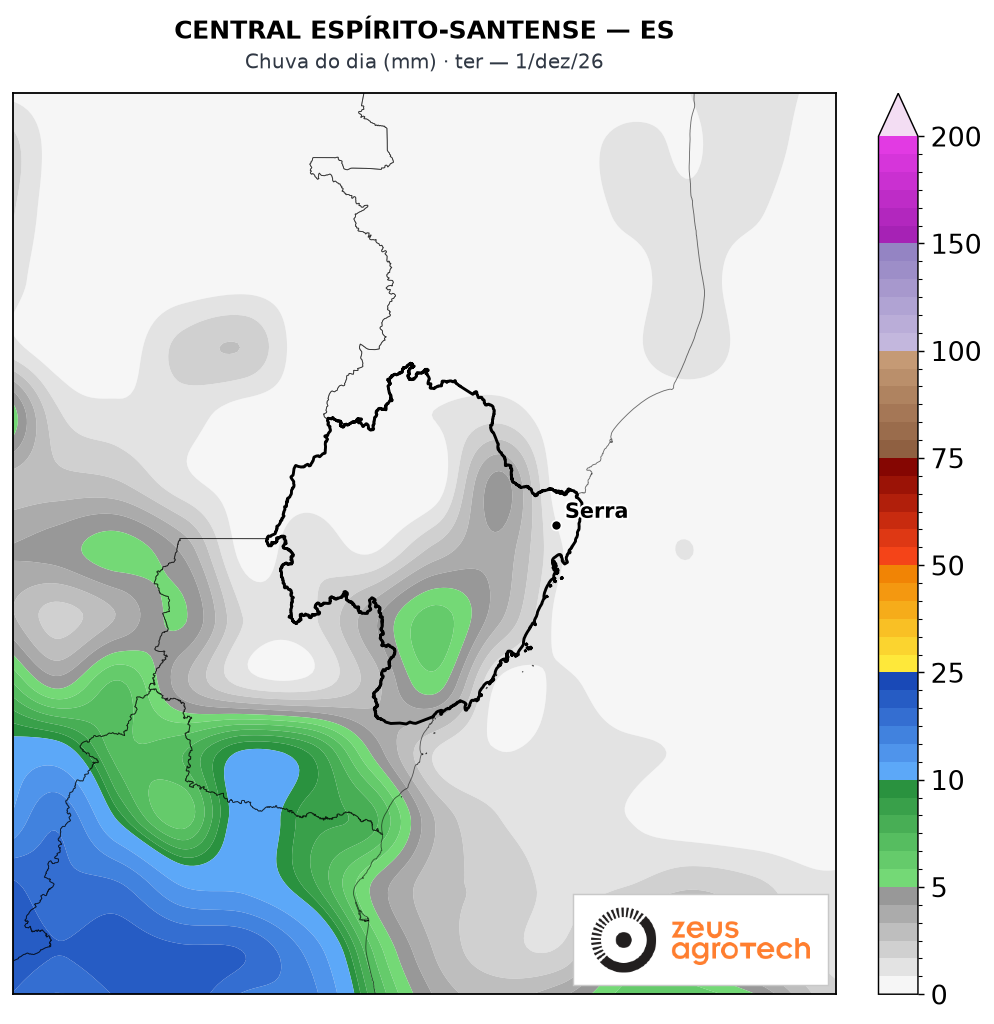 CENTRAL ESPÍRITO-SANTENSE — ES
Chuva do dia (mm) · ter — 1/dez/26
200
150
100
75
50
25
10
5
0
Serra
zeus
agrotech